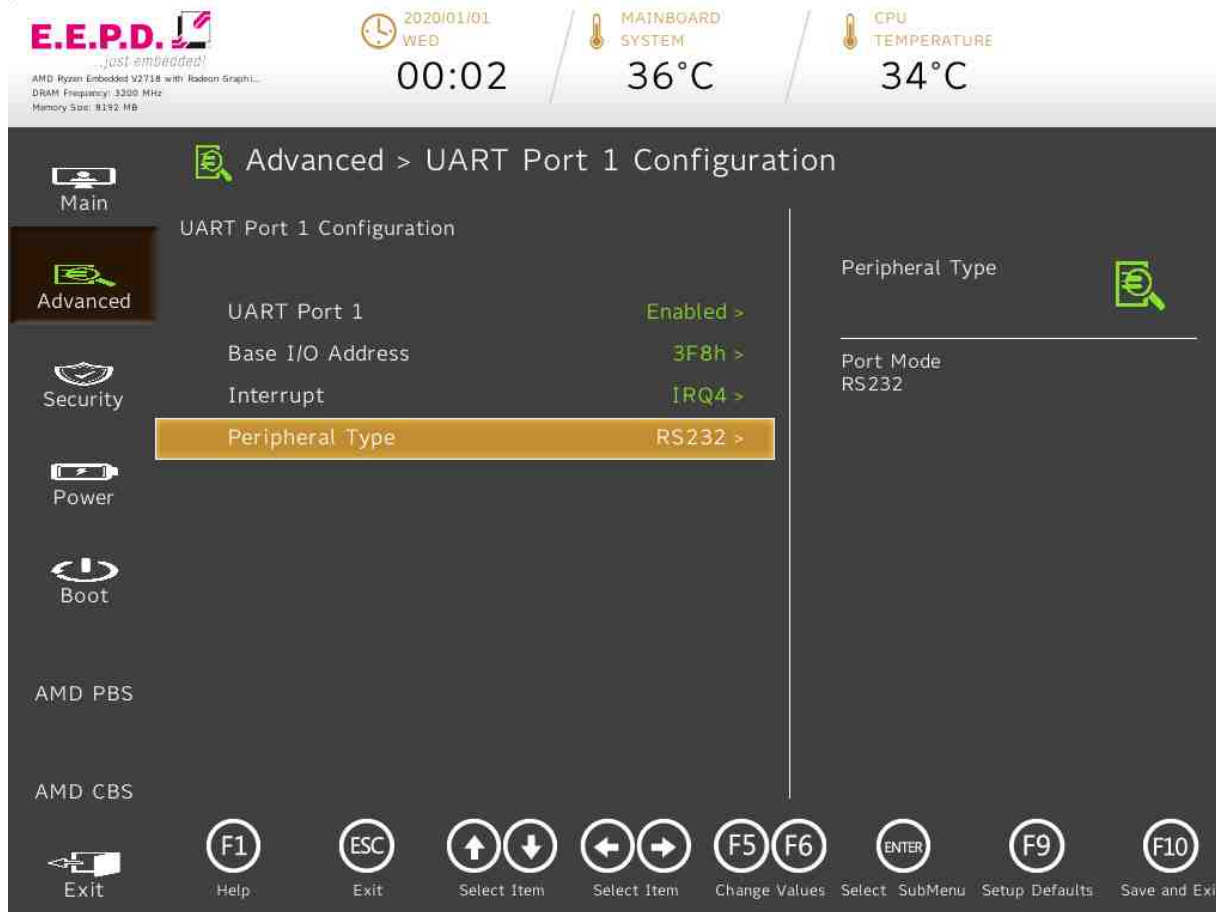 E.E.P.D.
...just embedded!
AMD Ryzen Embedded V2718 with Radeon Graphi...
DRAM Frequency: 3200 MHz
Memory Size: 8192 MB
2020/01/01
WED
00:02
MAINBOARD
SYSTEM
36°C
CPU
TEMPERATURE
34°C
Main
Advanced
Security
Power
Boot
AMD PBS
AMD CBS
Exit
Advanced > UART Port 1 Configuration
UART Port 1 Configuration
UART Port 1 Enabled >
Base I/O Address 3F8h >
Interrupt IRQ4 >
Peripheral Type RS232 >
Peripheral Type
Port Mode
RS232
F1 Help
ESC Exit
Select Item
Select Item
F5 F6 Change Values
ENTER Select SubMenu
F9 Setup Defaults
F10 Save and Exi